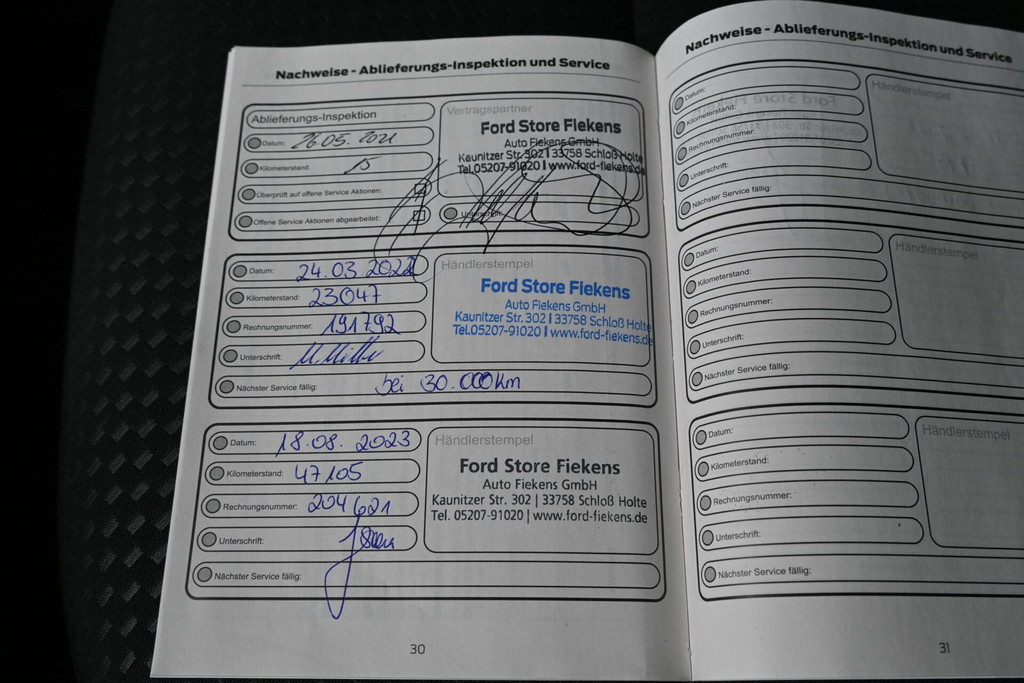 Nachweise - Ablieferungs-Inspektion und Service
Ablieferungs-Inspektion
Datum: 26.05.2021
Kilometerstand:
Überprüft auf offene Service Aktionen:
Offene Service Aktionen abgearbeitet:
Vertragspartner
Ford Store Fiekens
Auto Fiekens GmbH
Kaunitzer Str. 302 | 33758 Schloß Holte
Tel.05207-91020 | www.ford-fiekens.de
Unterschrift:
Datum: 24.03.2022
Kilometerstand: 23047
Rechnungsnummer: 191792
Unterschrift:
Nächster Service fällig: bei 30.000km
Händlerstempel
Ford Store Fiekens
Auto Fiekens GmbH
Kaunitzer Str. 302 | 33758 Schloß Holte
Tel.05207-91020 | www.ford-fiekens.de
Datum: 18.08.2023
Kilometerstand: 47105
Rechnungsnummer: 204621
Unterschrift:
Nächster Service fällig:
Händlerstempel
Ford Store Fiekens
Auto Fiekens GmbH
Kaunitzer Str. 302 | 33758 Schloß Holte
Tel. 05207-91020 | www.ford-fiekens.de
30
Nachweise - Ablieferungs-Inspektion und Service
Datum:
Kilometerstand:
Rechnungsnummer:
Unterschrift:
Nächster Service fällig:
Händlerstempel
Datum:
Kilometerstand:
Rechnungsnummer:
Unterschrift:
Nächster Service fällig:
Händlerstempel
Datum:
Kilometerstand:
Rechnungsnummer:
Unterschrift:
Nächster Service fällig:
Händlerstempel
31